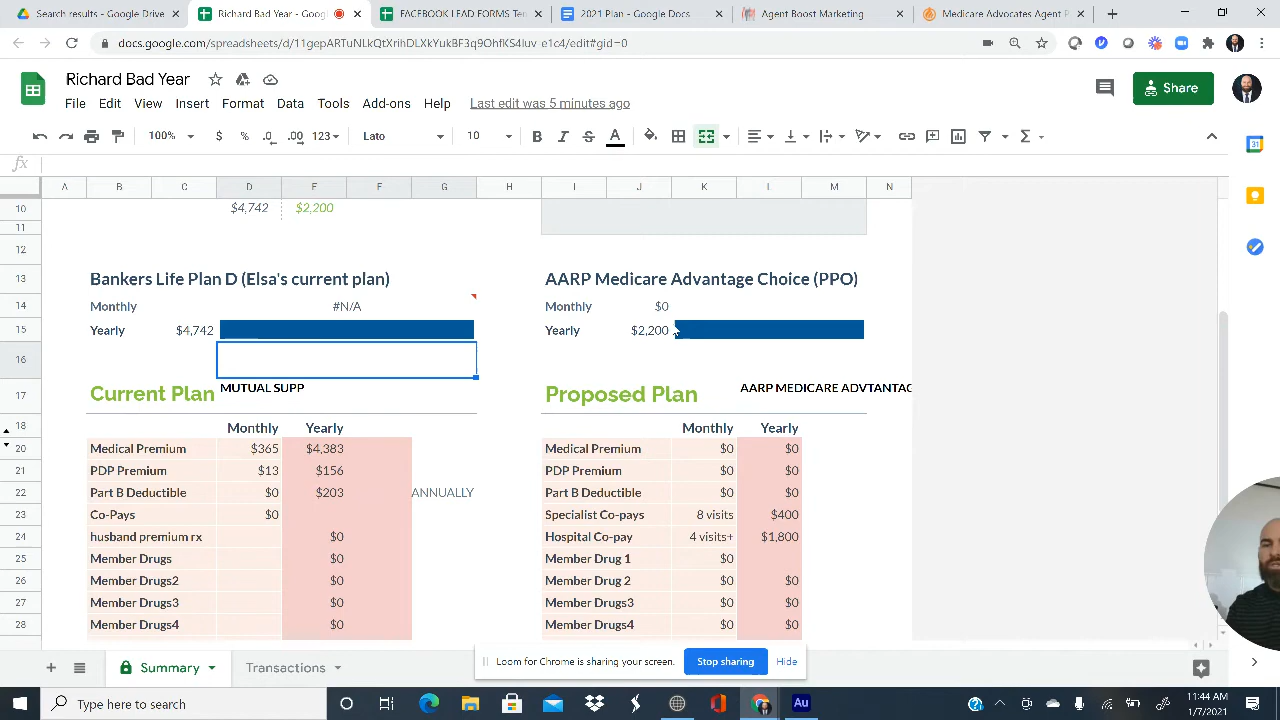 Searches - Google Drive
Richard Bad Year - Goog
FACEBOOK LEAD FORMS Te
2021 Plan - Google Docs
Agent Boost Marketing
Medicare Advocates Agent P
docs.google.com/spreadsheets/d/11gepARTuNLkQtXrihDLXkYukBF3q9OhfKS4luv_e1c4/edit#gid=0
Richard Bad Year
File Edit View Insert Format Data Tools Add-ons Help Last edit was 5 minutes ago
Share
100% $ % .0 .00 123 Lato 10 B I S A
fx
A B C D E F G H I J K L M N
10 $4,742 $2,200
11
12
13 Bankers Life Plan D (Elsa's current plan) AARP Medicare Advantage Choice (PPO)
14 Monthly #N/A Monthly $0
15 Yearly $4,742 Yearly $2,200
16
17 Current Plan MUTUAL SUPP Proposed Plan AARP MEDICARE ADVTANTAG
18 Monthly Yearly Monthly Yearly
20 Medical Premium $365 $4,383 Medical Premium $0 $0
21 PDP Premium $13 $156 PDP Premium $0 $0
22 Part B Deductible $0 $203 ANNUALLY Part B Deductible $0 $0
23 Co-Pays $0 Specialist Co-pays 8 visits $400
24 husband premium rx $0 Hospital Co-pay 4 visits+ $1,800
25 Member Drugs $0 Member Drug 1 $0
26 Member Drugs2 $0 Member Drug 2 $0 $0
27 Member Drugs3 $0 Member Drugs3 $0 $0
28 Member Drugs4 $0 Member Drugs4 $0 $0
Summary Transactions
Loom for Chrome is sharing your screen. Stop sharing Hide
Type here to search
Au
11:44 AM
1/7/2021
31